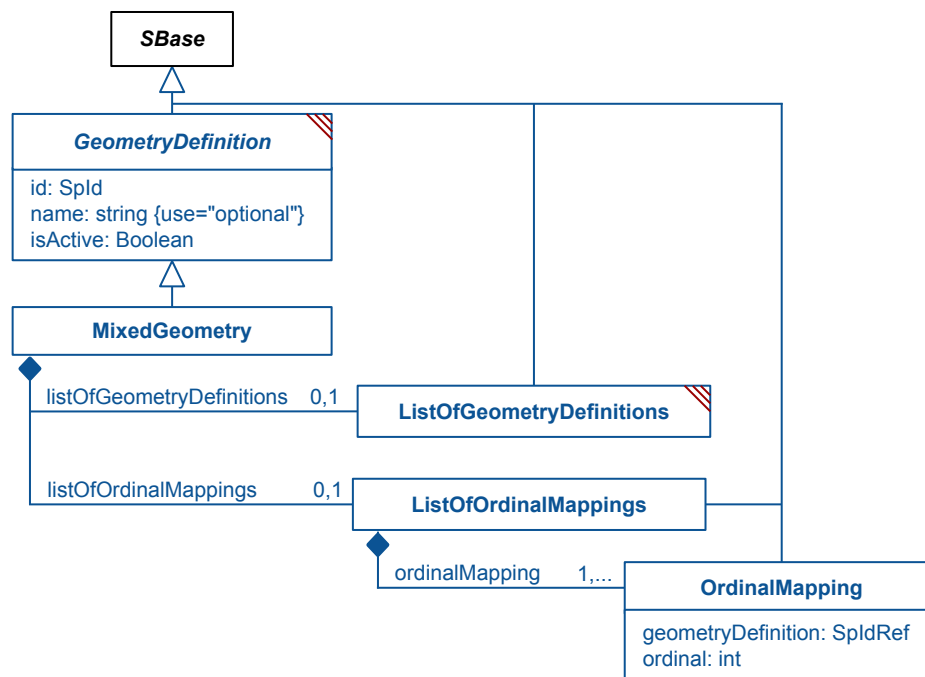 SBase
GeometryDefinition
id: SpId
name: string {use="optional"}
isActive: Boolean
MixedGeometry
listOfGeometryDefinitions 0,1
ListOfGeometryDefinitions
listOfOrdinalMappings 0,1
ListOfOrdinalMappings
ordinalMapping 1,...
OrdinalMapping
geometryDefinition: SpIdRef
ordinal: int